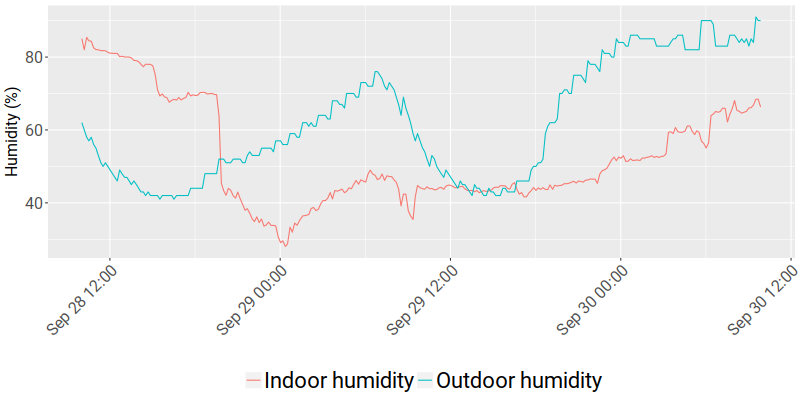 Humidity (%)
80
60
40
Sep 28 12:00
Sep 29 00:00
Sep 29 12:00
Sep 30 00:00
Sep 30 12:00
Indoor humidity Outdoor humidity